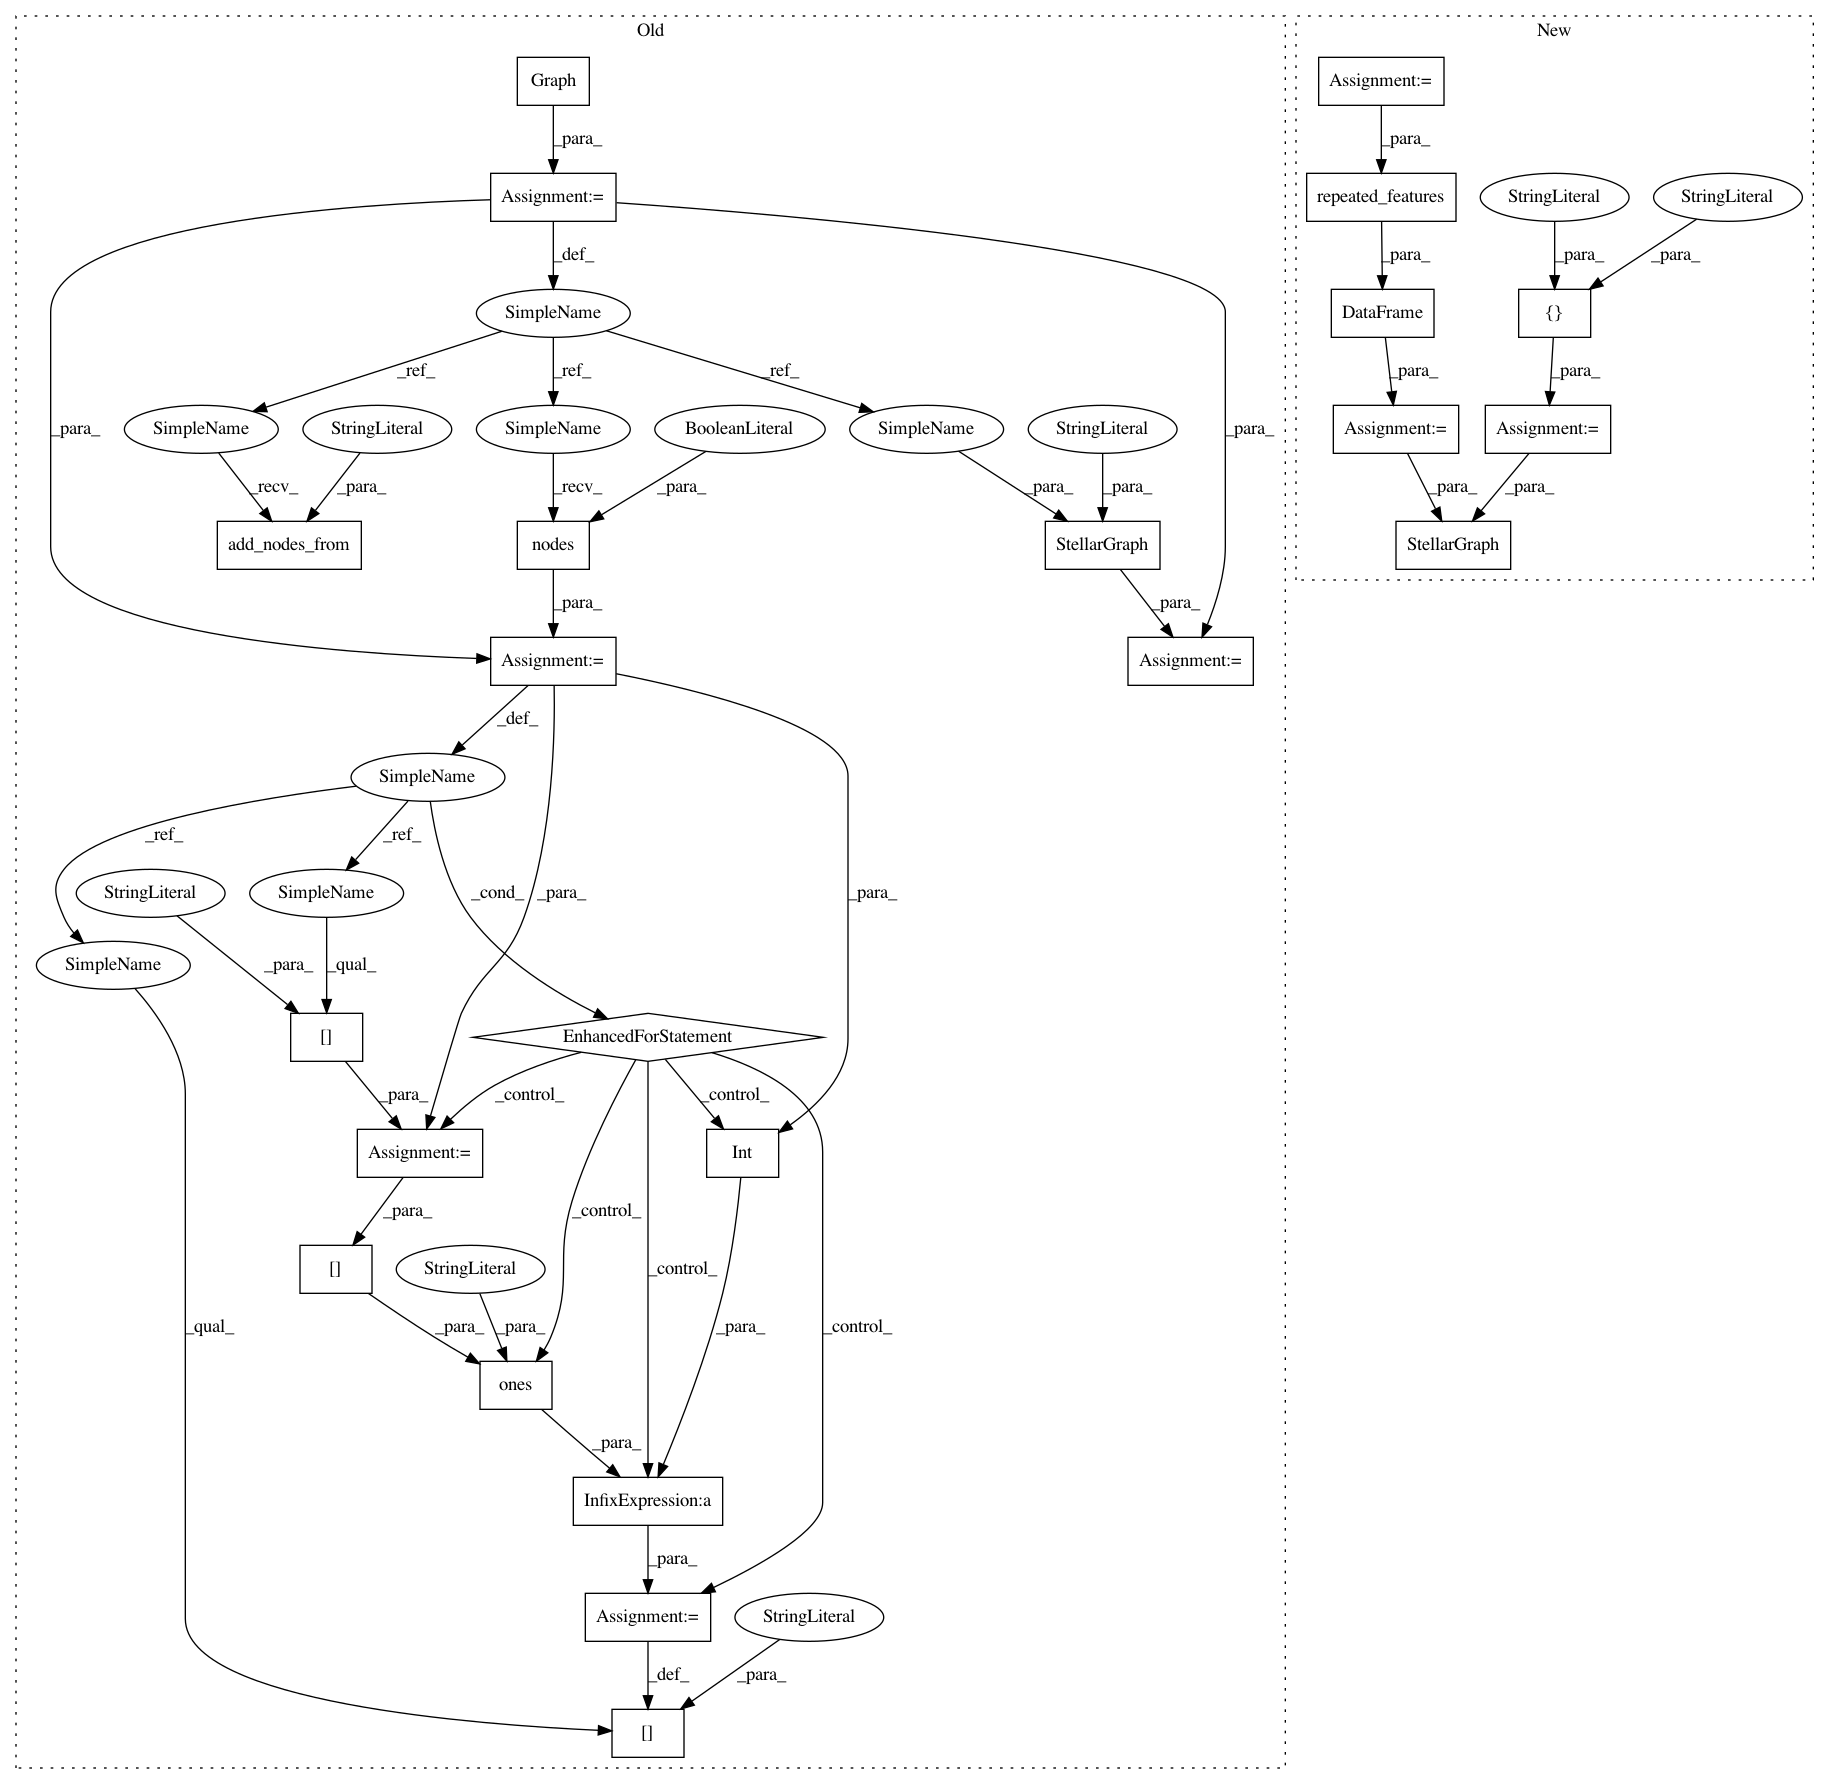 Old
New
Graph
Assignment:=
_para_
_para_
Assignment:=
repeated_features
StringLiteral
StringLiteral
_def_
_para_
_para_
_para_
SimpleName
DataFrame
{}
_ref_
_ref_
_ref_
_para_
_para_
_para_
_para_
SimpleName
StringLiteral
SimpleName
BooleanLiteral
SimpleName
StringLiteral
Assignment:=
Assignment:=
_recv_
_para_
_recv_
_para_
_para_
_para_
_para_
_para_
add_nodes_from
nodes
StellarGraph
StellarGraph
_para_
_para_
Assignment:=
Assignment:=
_def_
SimpleName
_ref_
_ref_
StringLiteral
SimpleName
_cond_
_para_
_para_
SimpleName
_para_
_qual_
[]
EnhancedForStatement
_para_
_control_
_control_
Assignment:=
Int
_para_
_control_
[]
StringLiteral
_control_
_qual_
_para_
_para_
_para_
_control_
ones
_para_
InfixExpression:a
_para_
Assignment:=
StringLiteral
_def_
_para_
[]